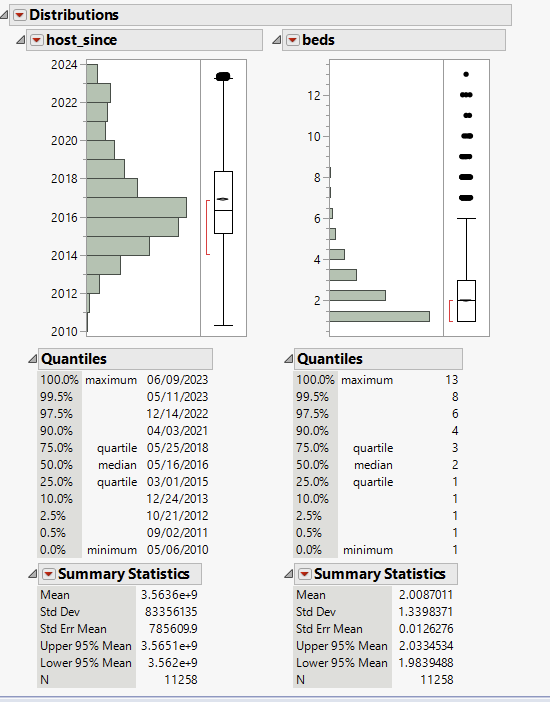 Distributions
host_since
2024
2022
2020
2018
2016
2014
2012
2010
Quantiles
100.0% maximum 06/09/2023
99.5% 05/11/2023
97.5% 12/14/2022
90.0% 04/03/2021
75.0% quartile 05/25/2018
50.0% median 05/16/2016
25.0% quartile 03/01/2015
10.0% 12/24/2013
2.5% 10/21/2012
0.5% 09/02/2011
0.0% minimum 05/06/2010
Summary Statistics
Mean 3.5636e+9
Std Dev 83356135
Std Err Mean 785609.9
Upper 95% Mean 3.5651e+9
Lower 95% Mean 3.562e+9
N 11258
beds
12
10
8
6
4
2
Quantiles
100.0% maximum 13
99.5% 8
97.5% 6
90.0% 4
75.0% quartile 3
50.0% median 2
25.0% quartile 1
10.0% 1
2.5% 1
0.5% 1
0.0% minimum 1
Summary Statistics
Mean 2.0087011
Std Dev 1.3398371
Std Err Mean 0.0126276
Upper 95% Mean 2.0334534
Lower 95% Mean 1.9839488
N 11258